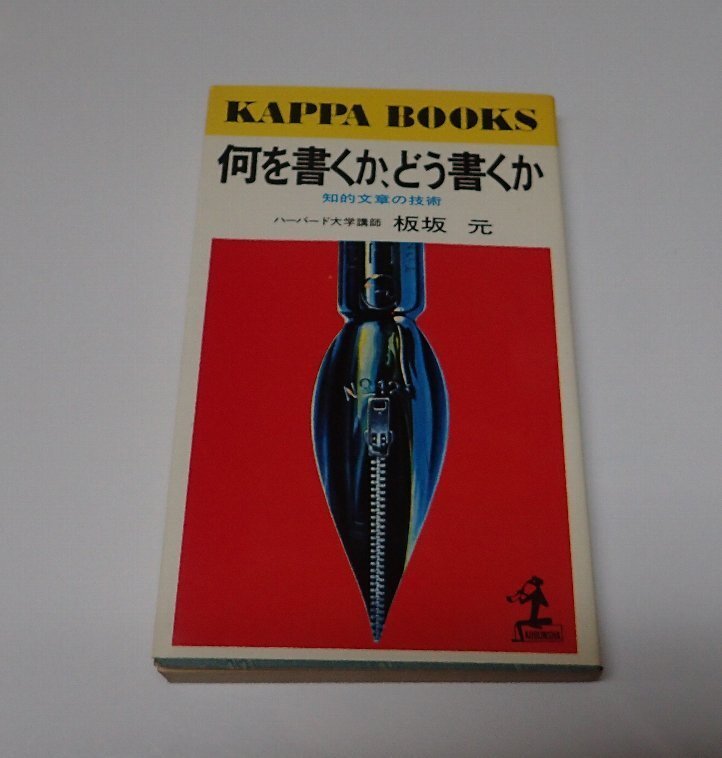 KAPPA BOOKS
何を書くか、どう書くか
知的文章の技術
ハーバード大学講師 板坂 元
KOBUNSHA